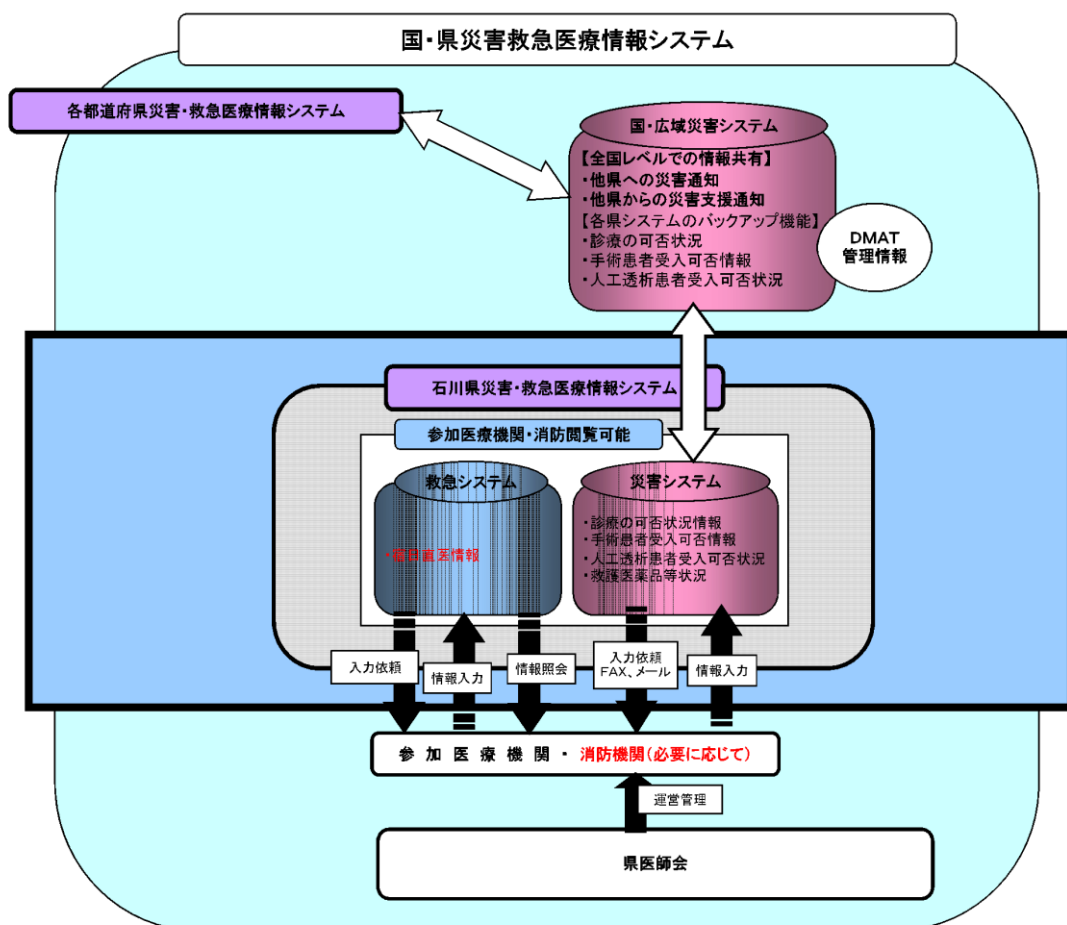 国・県災害救急医療情報システム
各都道府県災害・救急医療情報システム
国・広域災害システム
【全国レベルでの情報共有】
・他県への災害通知
・他県からの災害支援通知
【各県システムのバックアップ機能】
・診療の可否状況
・手術患者受入可否情報
・人工透析患者受入可否状況
DMAT
管理情報
石川県災害・救急医療情報システム
参加医療機関・消防閲覧可能
救急システム
直医情報
災害システム
・診療の可否状況情報
・手術患者受入可否情報
・人工透析患者受入可否状況
・救護医薬品等状況
入力依頼
情報入力
情報照会
入力依頼
FAX、メール
情報入力
参加医療機関・消防機関(必要に応じて)
運営管理
県医師会